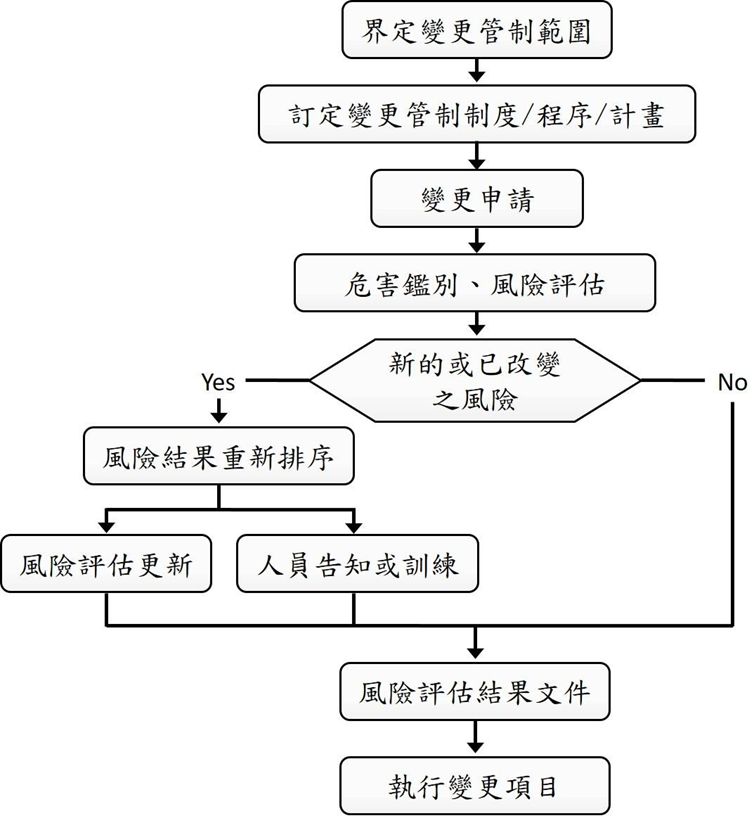 界定變更管制範圍
訂定變更管制制度/程序/計畫
變更申請
危害鑑別、風險評估
新的或已改變
之風險
Yes
No
風險結果重新排序
風險評估更新
人員告知或訓練
風險評估結果文件
執行變更項目